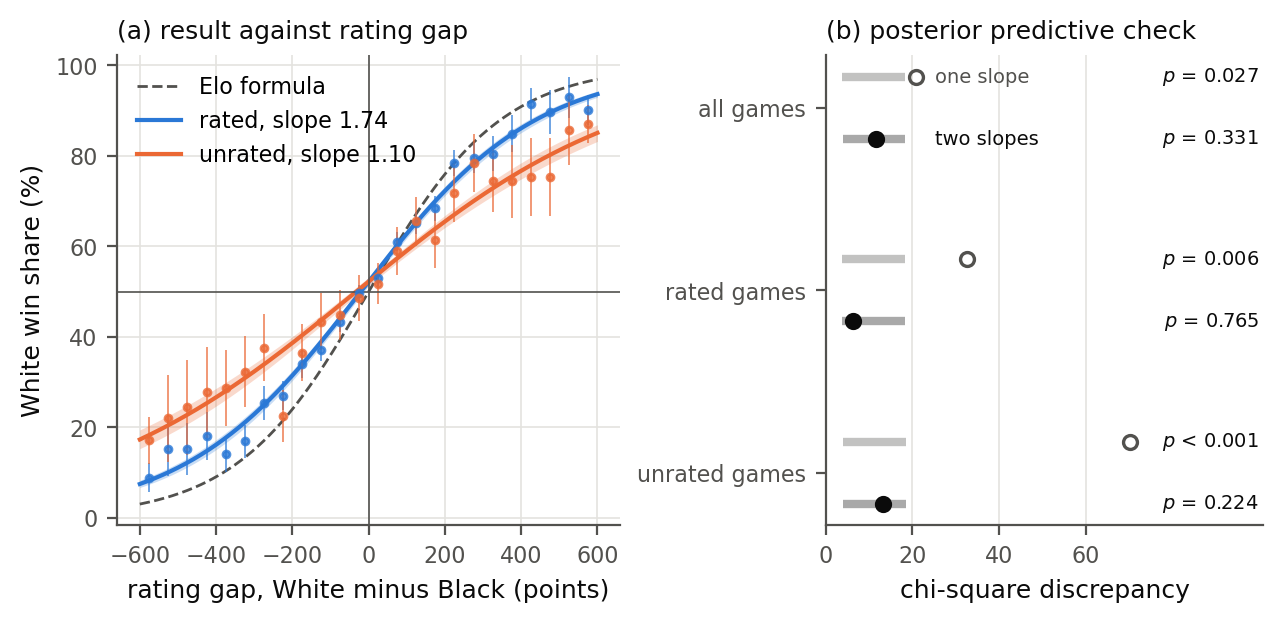 (a) result against rating gap
Elo formula
rated, slope 1.74
unrated, slope 1.10
White win share (%)
100
80
60
40
20
0
−600
−400
−200
0
200
400
600
rating gap, White minus Black (points)
(b) posterior predictive check
all games
one slope
p = 0.027
two slopes
p = 0.331
rated games
p = 0.006
p = 0.765
unrated games
p < 0.001
p = 0.224
0
20
40
60
chi-square discrepancy